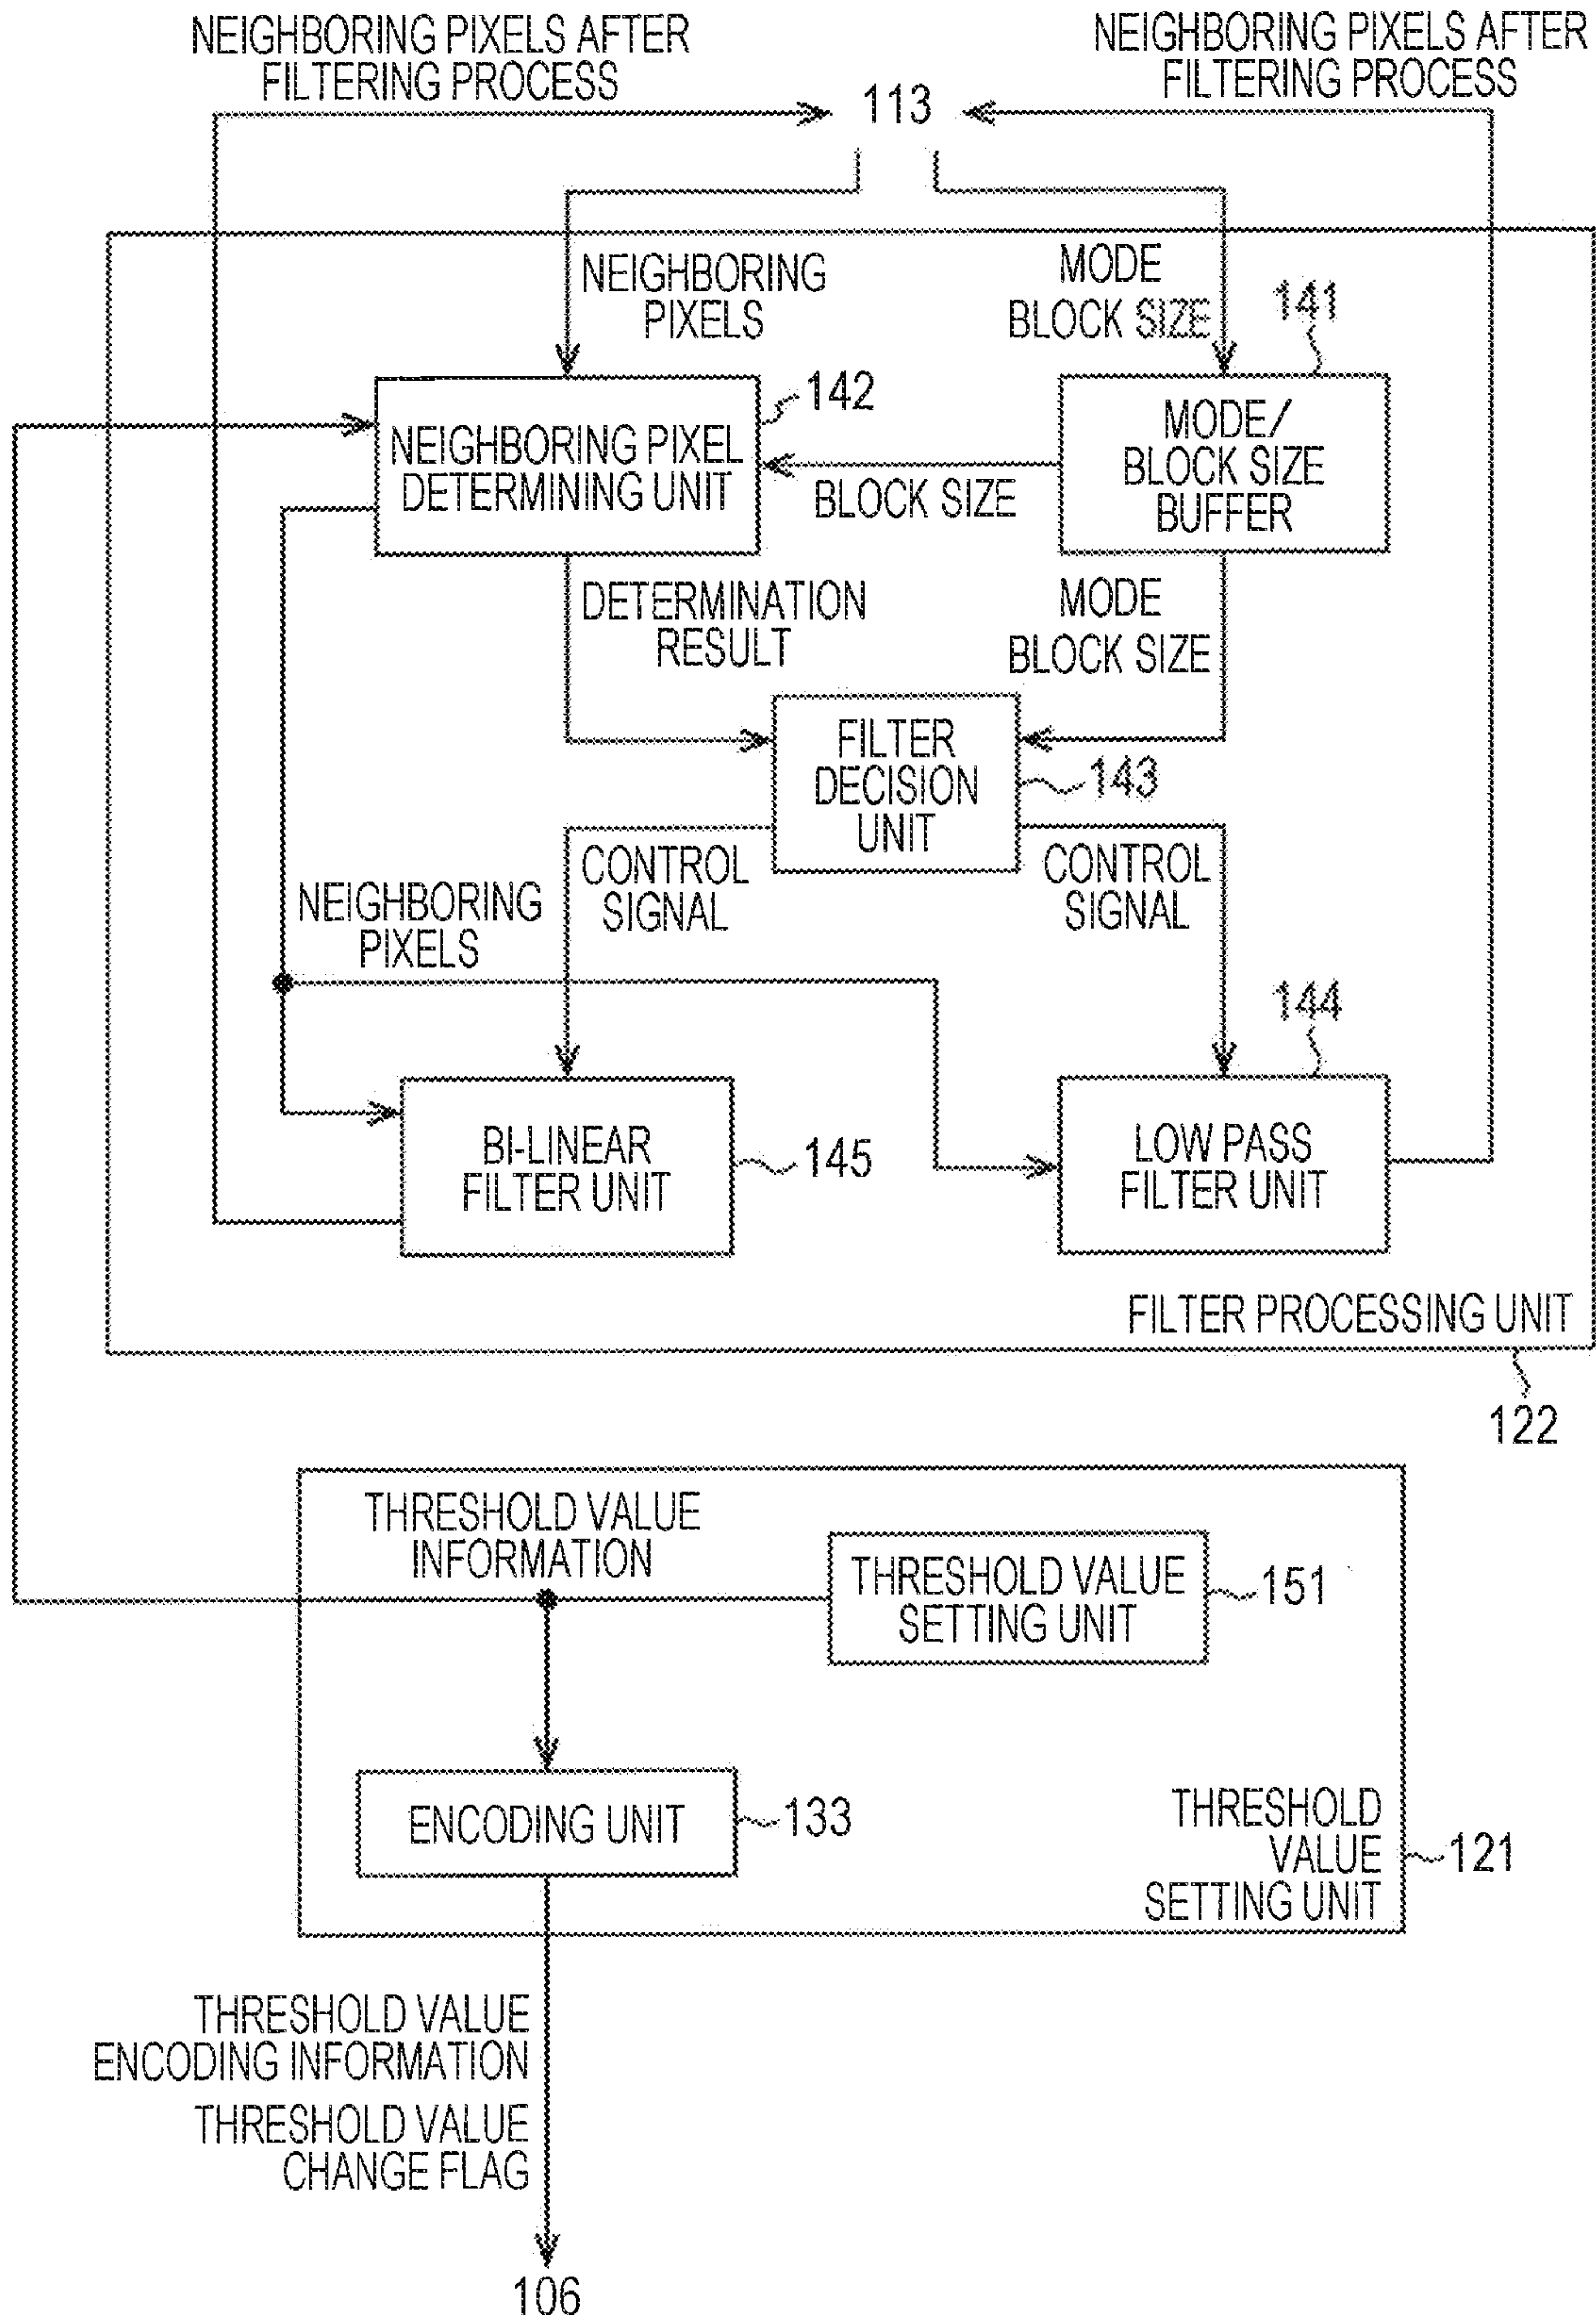 NEIGHBORING PIXELS AFTER
FILTERING PROCESS
NEIGHBORING PIXELS AFTER
FILTERING PROCESS
113
NEIGHBORING
PIXELS
MODE
BLOCK SIZE
141
142
NEIGHBORING PIXEL
DETERMINING UNIT
BLOCK SIZE
MODE/
BLOCK SIZE
BUFFER
DETERMINATION
RESULT
MODE
BLOCK SIZE
FILTER
DECISION
UNIT
143
CONTROL
SIGNAL
CONTROL
SIGNAL
NEIGHBORING
PIXELS
144
BI-LINEAR
FILTER UNIT
145
LOW PASS
FILTER UNIT
FILTER PROCESSING UNIT
122
THRESHOLD VALUE
INFORMATION
THRESHOLD VALUE
SETTING UNIT
151
ENCODING UNIT
133
THRESHOLD
VALUE
SETTING UNIT
121
THRESHOLD VALUE
ENCODING INFORMATION
THRESHOLD VALUE
CHANGE FLAG
106